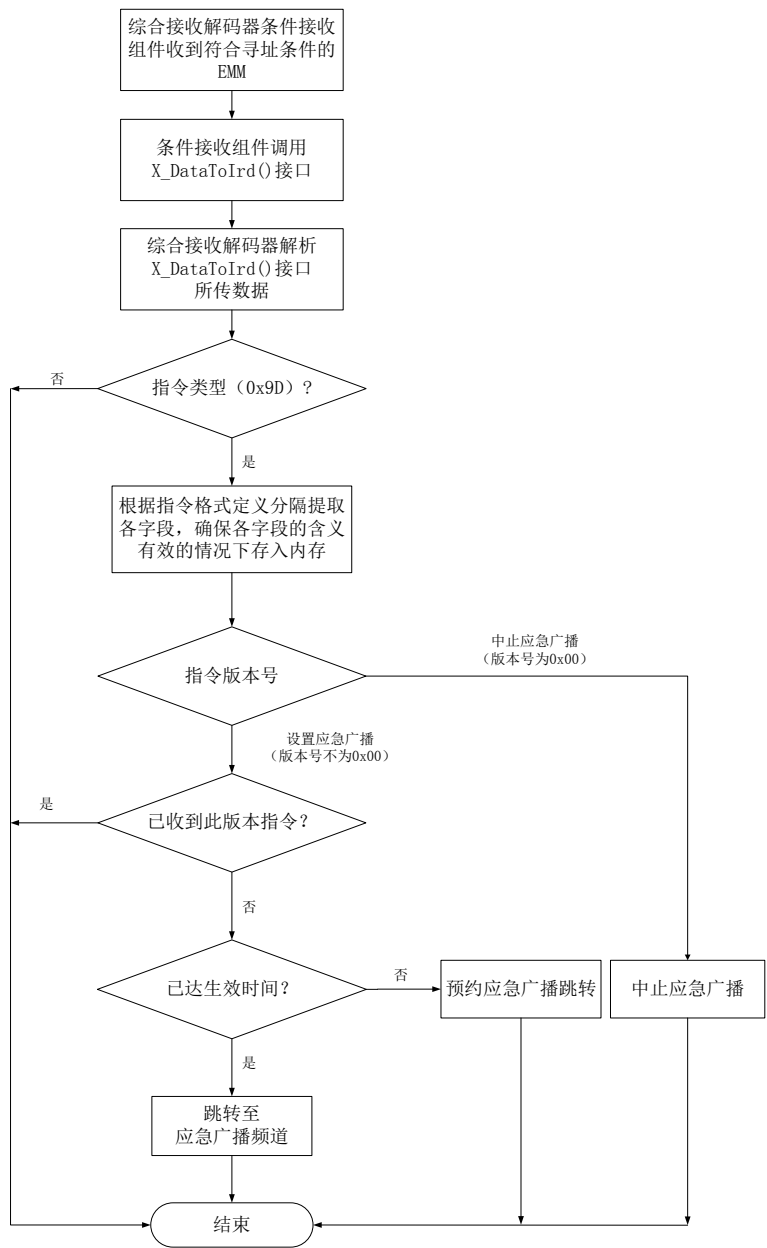 综合接收解码器条件接收
组件收到符合寻址条件的
EMM
条件接收组件调用
X_DataToIrd()接口
综合接收解码器解析
X_DataToIrd()接口
所传数据
指令类型（0x9D）?
否
是
根据指令格式定义分隔提取
各字段，确保各字段的含义
有效的情况下存入内存
指令版本号
中止应急广播
（版本号为0x00）
设置应急广播
（版本号不为0x00）
已收到此版本指令?
是
否
已达生效时间?
否
预约应急广播跳转
中止应急广播
是
跳转至
应急广播频道
结束